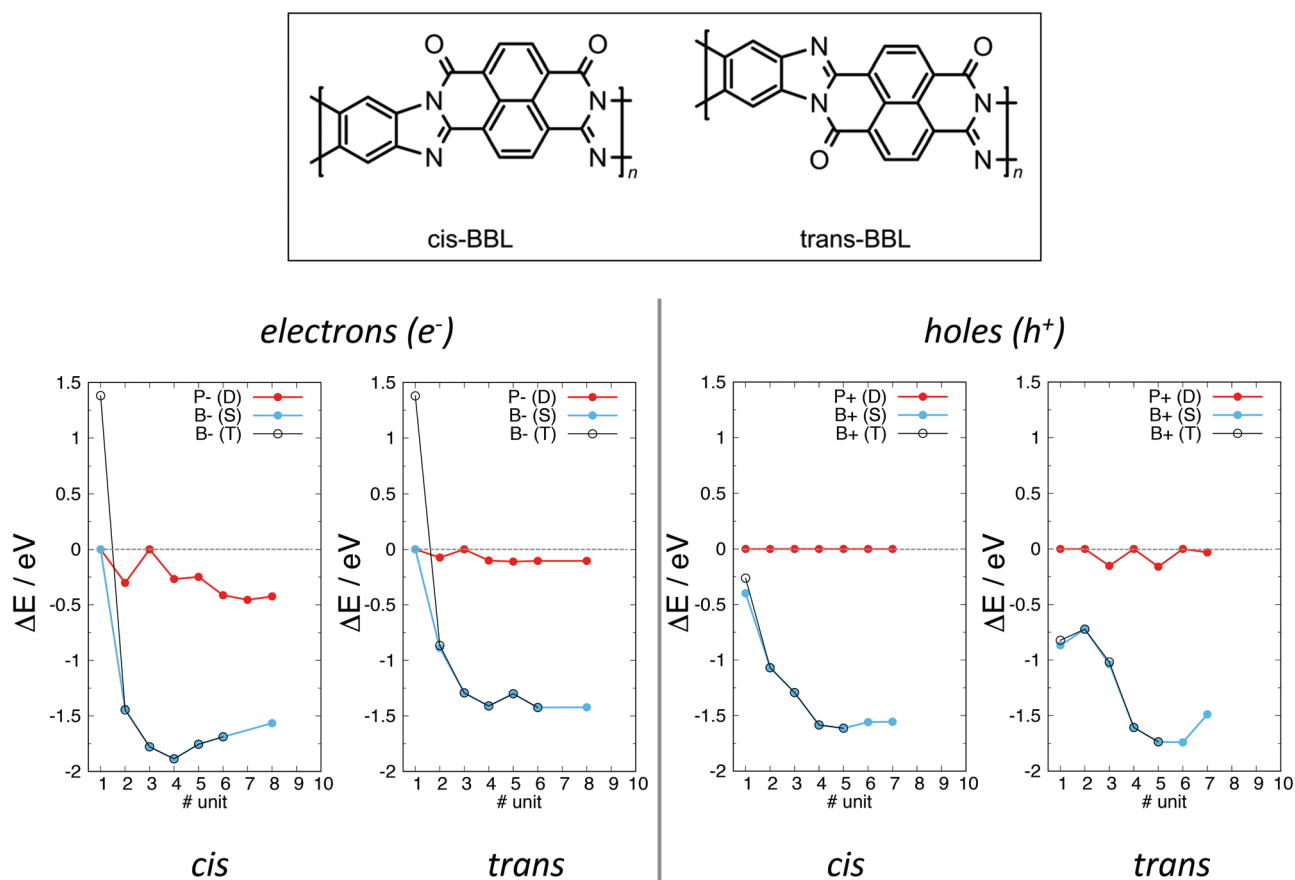 O O N N N N n
cis-BBL
N N O O N N n
trans-BBL
electrons (e⁻)
holes (h⁺)
ΔE / eV
1.5
1
0.5
0
-0.5
-1
-1.5
-2
P- (D)
B- (S)
B- (T)
1 2 3 4 5 6 7 8 9 10
# unit
cis
ΔE / eV
1.5
1
0.5
0
-0.5
-1
-1.5
-2
P- (D)
B- (S)
B- (T)
1 2 3 4 5 6 7 8 9 10
# unit
trans
ΔE / eV
1.5
1
0.5
0
-0.5
-1
-1.5
-2
P+ (D)
B+ (S)
B+ (T)
1 2 3 4 5 6 7 8 9 10
# unit
cis
ΔE / eV
1.5
1
0.5
0
-0.5
-1
-1.5
-2
P+ (D)
B+ (S)
B+ (T)
1 2 3 4 5 6 7 8 9 10
# unit
trans